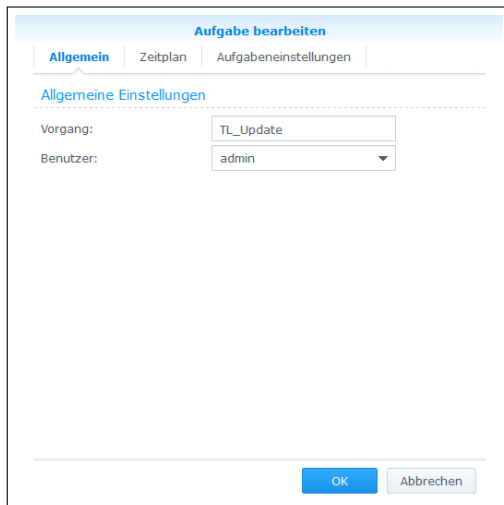 Aufgabe bearbeiten
Allgemein Zeitplan Aufgabeneinstellungen
Allgemeine Einstellungen
Vorgang: TL_Update
Benutzer: admin
OK Abbrechen